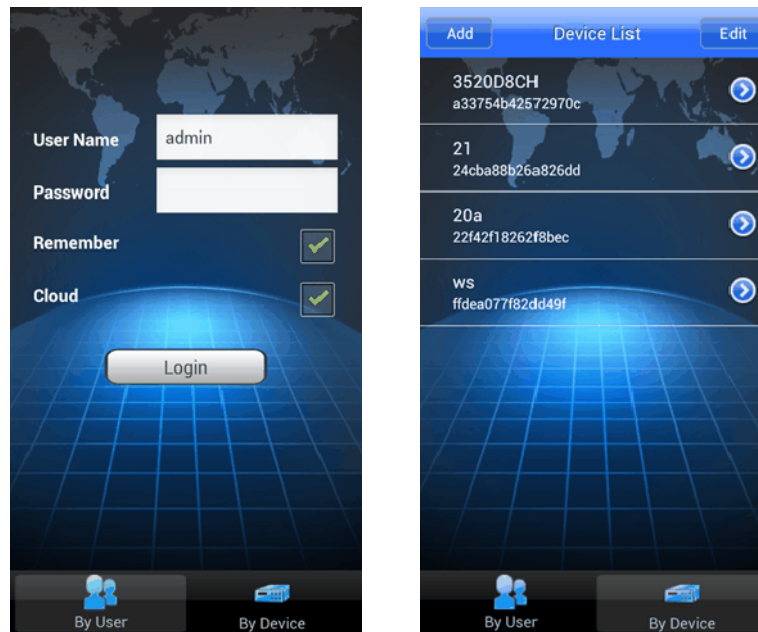 User Name
admin
Password
Remember
Cloud
Login
By User
By Device
Add
Device List
Edit
3520D8CH
a33754b42572970c
21
24cba88b26a826dd
20a
22f42f18262f8bec
ws
ffdea077f82dd49f
By User
By Device